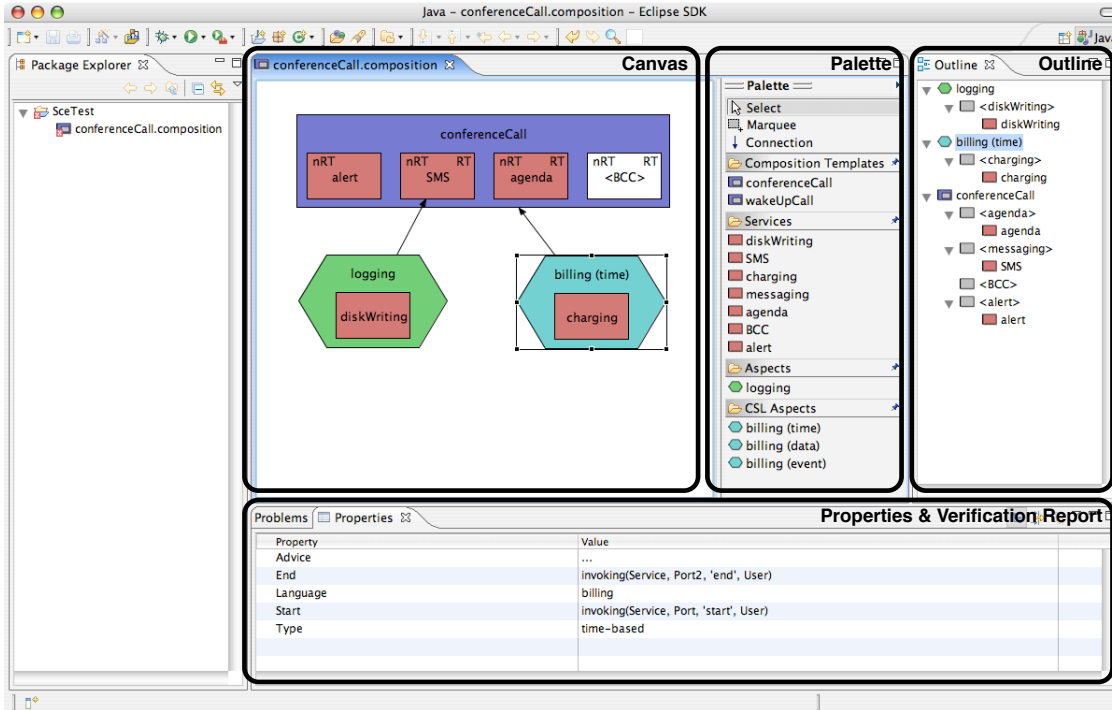 Java – conferenceCall.composition – Eclipse SDK
Java
Package Explorer
SceTest
conferenceCall.composition
conferenceCall.composition
Canvas
conferenceCall
nRT
alert
nRT RT
SMS
nRT RT
agenda
nRT RT
<BCC>
logging
diskWriting
billing (time)
charging
Palette
Palette
Select
Marquee
Connection
Composition Templates
conferenceCall
wakeUpCall
Services
diskWriting
SMS
charging
messaging
agenda
BCC
alert
Aspects
logging
CSL Aspects
billing (time)
billing (data)
billing (event)
Outline
Outline
logging
<diskWriting>
diskWriting
billing (time)
<charging>
charging
conferenceCall
<agenda>
agenda
<messaging>
SMS
<BCC>
<alert>
alert
Problems
Properties
Properties & Verification Report
Property Value
Advice ...
End invoking(Service, Port2, 'end', User)
Language billing
Start invoking(Service, Port, 'start', User)
Type time-based